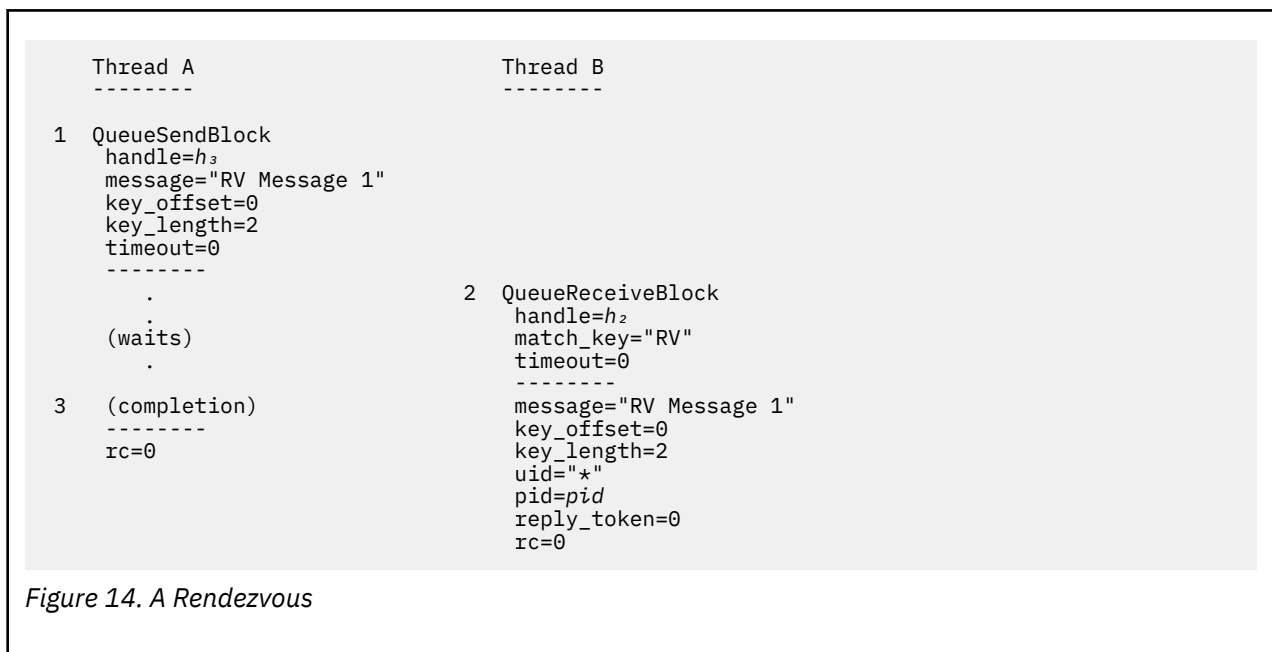 Thread A                       Thread B
--------                       --------
1  QueueSendBlock
handle=h₃
message="RV Message 1"
key_offset=0
key_length=2
timeout=0
--------
.                       2  QueueReceiveBlock
.                          handle=h₂
(waits)                        match_key="RV"
.                          timeout=0
--------
3   (completion)                   message="RV Message 1"
--------                       key_offset=0
rc=0                           key_length=2
uid="*"
pid=pid
reply_token=0
rc=0
Figure 14. A Rendezvous